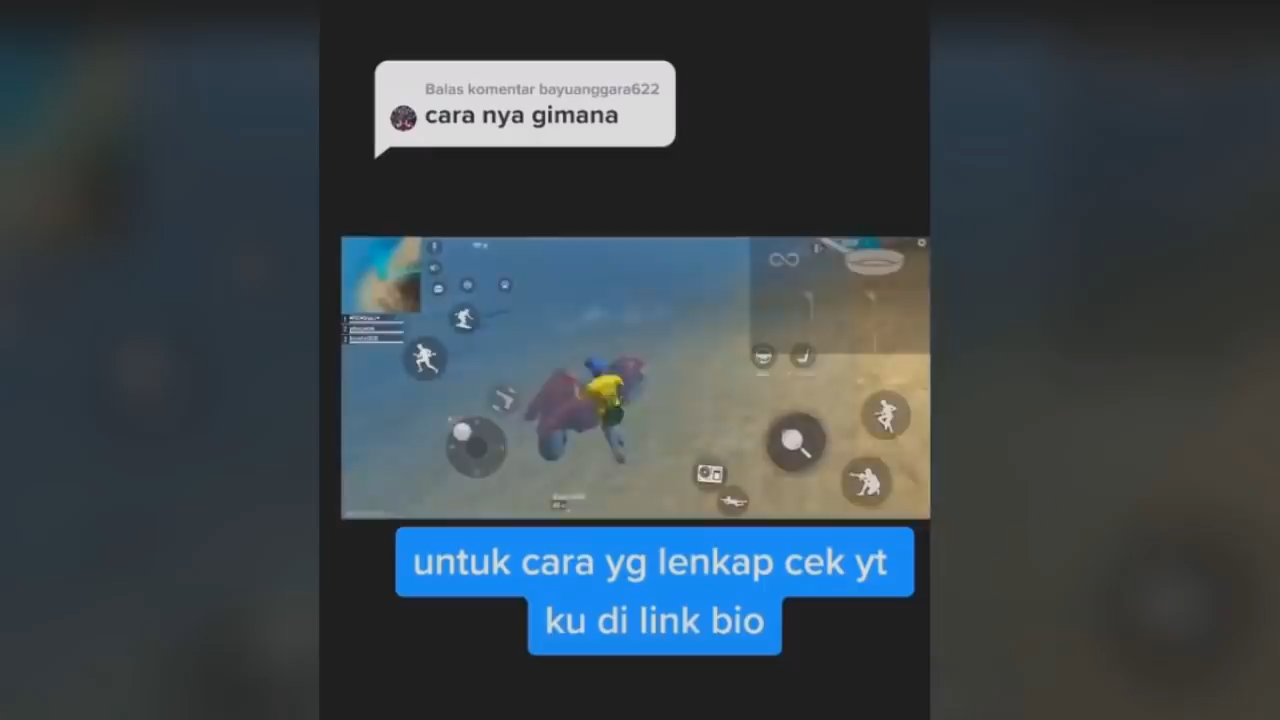 Balas komentar bayuanggara622
cara nya gimana
untuk cara yg lenkap cek yt
ku di link bio